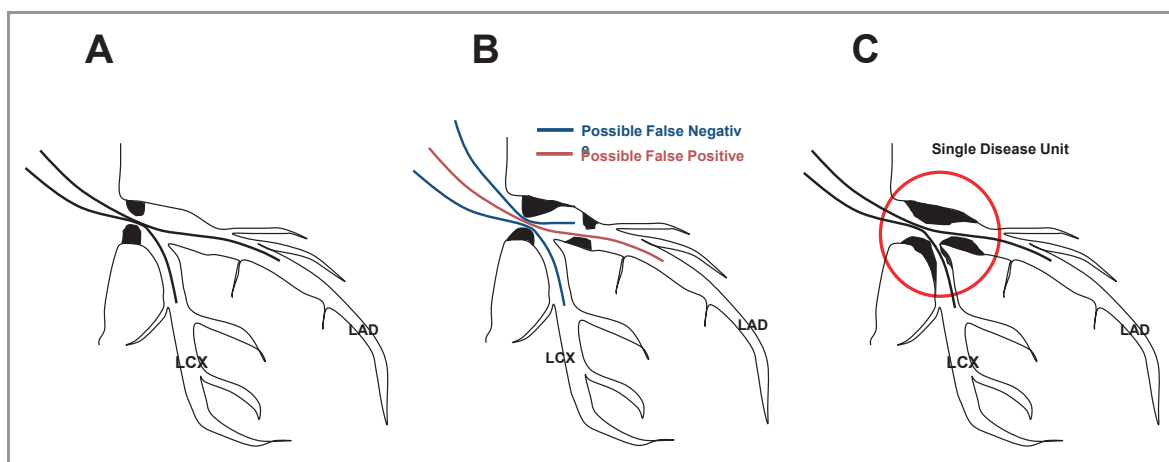 A
B
C
Possible False Negativ
e
Possible False Positive
Single Disease Unit
LAD
LCX
LAD
LCX
LAD
LCX